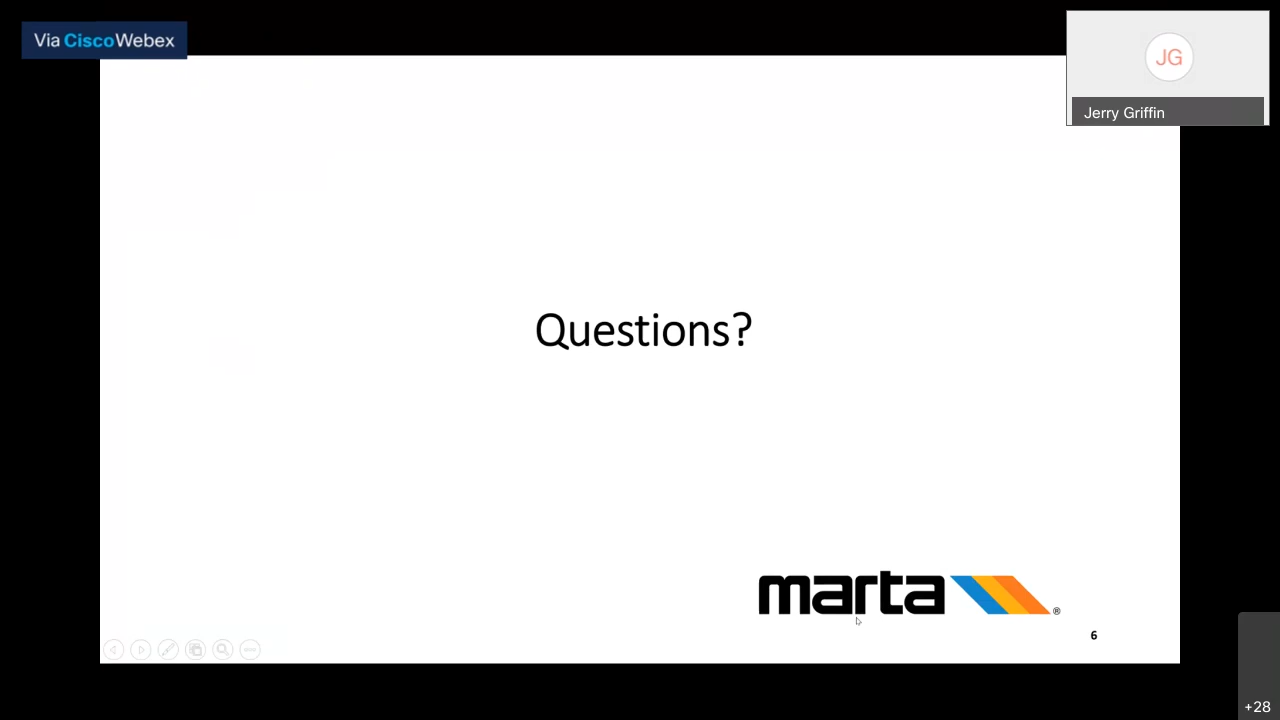 Via CiscoWebex
JG
Jerry Griffin
Questions?
marta
®
6
+28